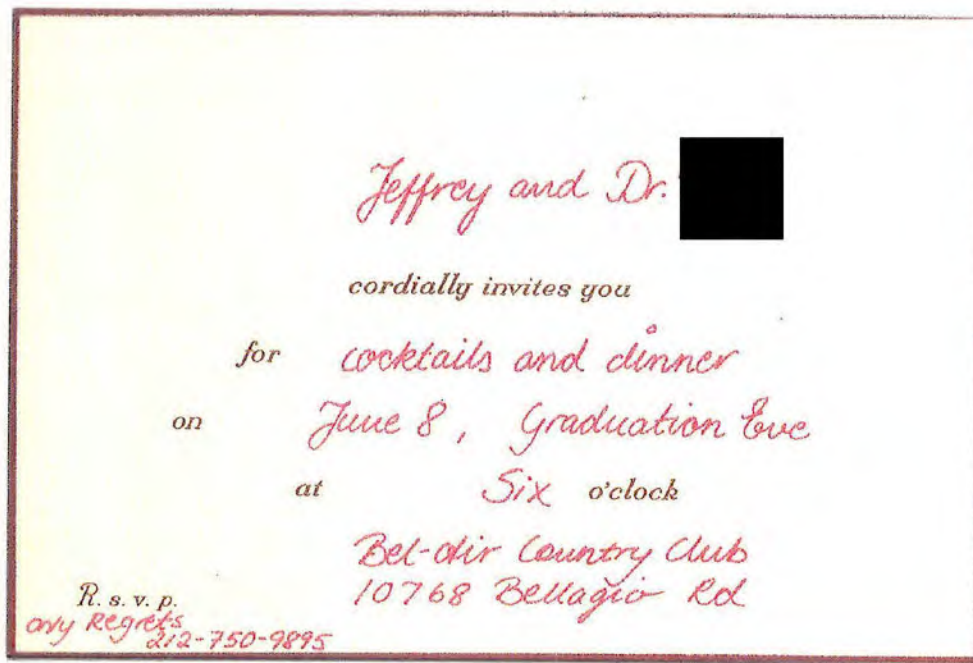 Jeffrey and Dr.
cordially invites you
for cocktails and dinner
on June 8, Graduation Eve
at Six o'clock
Bel-Air Country Club
10768 Bellagio Rd
R. s. v. p.
any Regrets
212-750-9895